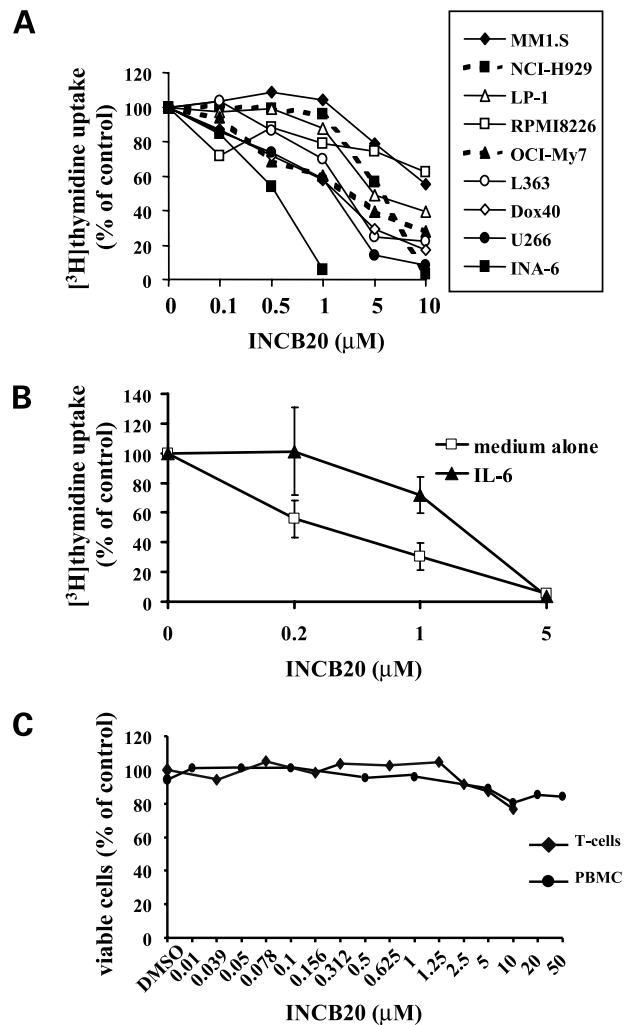 A
[³H]thymidine uptake
(% of control)
120
100
80
60
40
20
0
0 0.1 0.5 1 5 10
INCB20 (μM)
MM1.S
NCI-H929
LP-1
RPMI8226
OCI-My7
L363
Dox40
U266
INA-6
B
[³H]thymidine uptake
(% of control)
140
120
100
80
60
40
20
0
0 0.2 1 5
INCB20 (μM)
medium alone
IL-6
C
viable cells (% of control)
120
100
80
60
40
20
0
DMSO 0.01 0.039 0.05 0.078 0.1 0.156 0.312 0.5 0.625 1 1.25 2.5 5 10 20 50
INCB20 (μM)
T-cells
PBMC